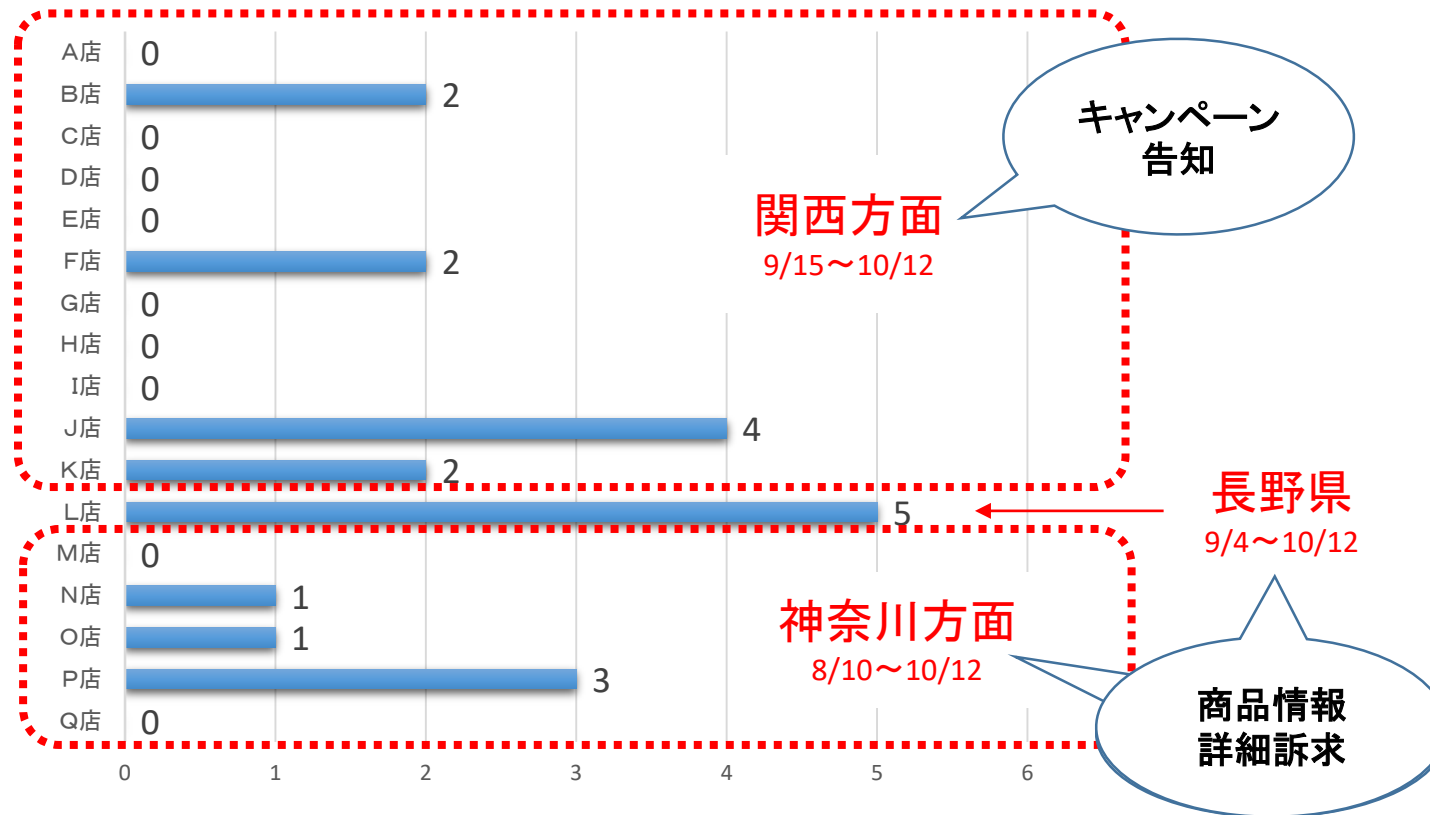 A店 0
B店 2
C店 0
D店 0
E店 0
F店 2
G店 0
H店 0
I店 0
J店 4
K店 2
L店 5
M店 0
N店 1
O店 1
P店 3
Q店 0
0 1 2 3 4 5 6
キャンペーン
告知
関西方面
9/15～10/12
長野県
9/4～10/12
神奈川方面
8/10～10/12
商品情報
詳細訴求